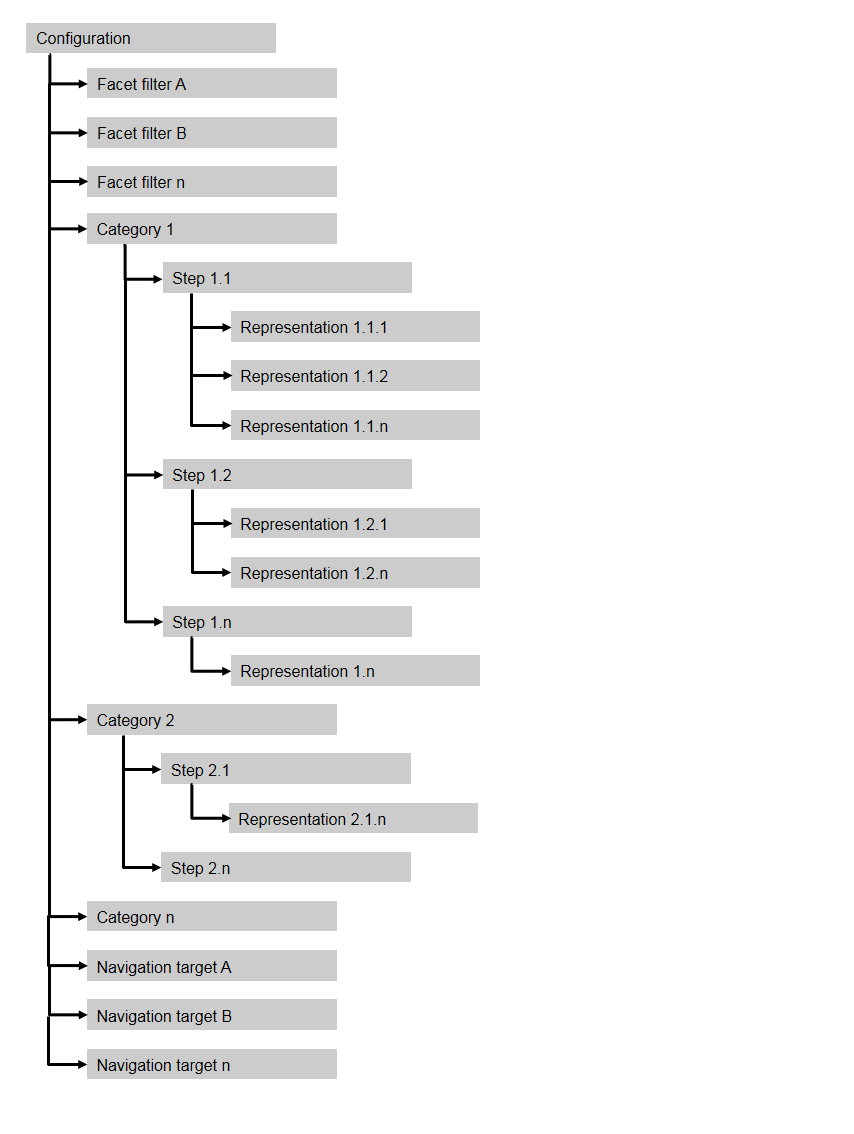 Configuration
Facet filter A
Facet filter B
Facet filter n
Category 1
Step 1.1
Representation 1.1.1
Representation 1.1.2
Representation 1.1.n
Step 1.2
Representation 1.2.1
Representation 1.2.n
Step 1.n
Representation 1.n
Category 2
Step 2.1
Representation 2.1.n
Step 2.n
Category n
Navigation target A
Navigation target B
Navigation target n